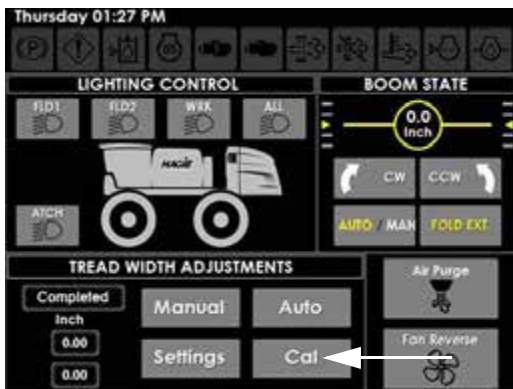 Thursday 01:27 PM
LIGHTING CONTROL
FLD1 FLD2 WRK ALL
HAGIE
ATCH
BOOM STATE
0.0
Inch
CW CCW
AUTO / MAN FOLD EXT
TREAD WIDTH ADJUSTMENTS
Completed
Inch
0.00
0.00
Manual Auto
Settings Cal
Air Purge
Fan Reverse